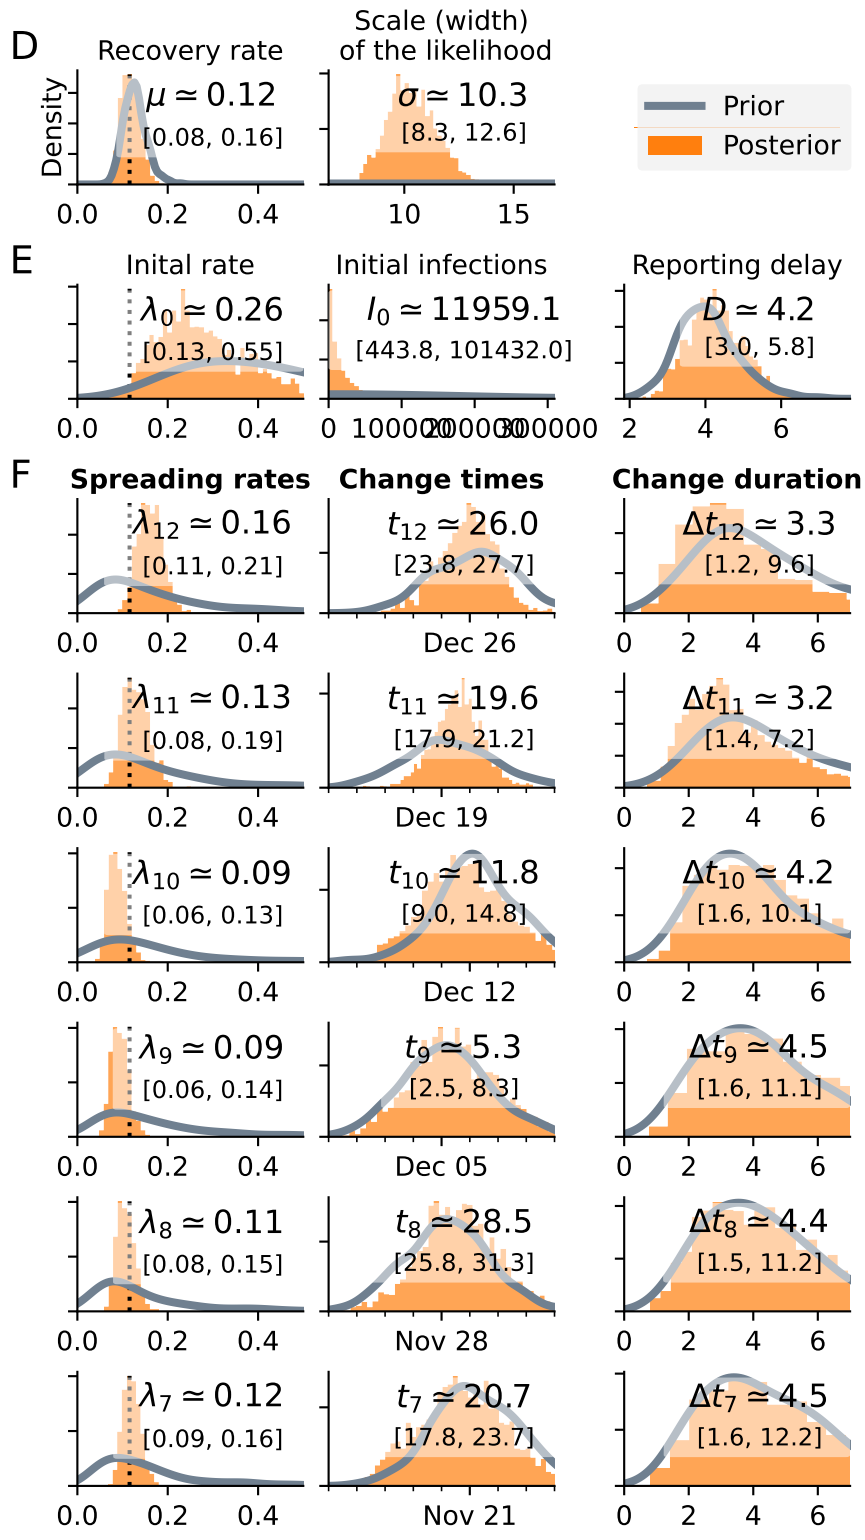 D
Recovery rate
Scale (width)
of the likelihood
Density
μ ≃ 0.12
[0.08, 0.16]
σ ≃ 10.3
[8.3, 12.6]
Prior
Posterior
0.0 0.2 0.4
10 15
E
Inital rate
Initial infections
Reporting delay
λ0 ≃ 0.26
[0.13, 0.55]
I0 ≃ 11959.1
[443.8, 101432.0]
D ≃ 4.2
[3.0, 5.8]
0.0 0.2 0.4
0 100000 200000 300000
2 4 6
F
Spreading rates
Change times
Change duration
λ12 ≃ 0.16
[0.11, 0.21]
t12 ≃ 26.0
[23.8, 27.7]
Δt12 ≃ 3.3
[1.2, 9.6]
0.0 0.2 0.4
Dec 26
0 2 4 6
λ11 ≃ 0.13
[0.08, 0.19]
t11 ≃ 19.6
[17.9, 21.2]
Δt11 ≃ 3.2
[1.4, 7.2]
0.0 0.2 0.4
Dec 19
0 2 4 6
λ10 ≃ 0.09
[0.06, 0.13]
t10 ≃ 11.8
[9.0, 14.8]
Δt10 ≃ 4.2
[1.6, 10.1]
0.0 0.2 0.4
Dec 12
0 2 4 6
λ9 ≃ 0.09
[0.06, 0.14]
t9 ≃ 5.3
[2.5, 8.3]
Δt9 ≃ 4.5
[1.6, 11.1]
0.0 0.2 0.4
Dec 05
0 2 4 6
λ8 ≃ 0.11
[0.08, 0.15]
t8 ≃ 28.5
[25.8, 31.3]
Δt8 ≃ 4.4
[1.5, 11.2]
0.0 0.2 0.4
Nov 28
0 2 4 6
λ7 ≃ 0.12
[0.09, 0.16]
t7 ≃ 20.7
[17.8, 23.7]
Δt7 ≃ 4.5
[1.6, 12.2]
0.0 0.2 0.4
Nov 21
0 2 4 6